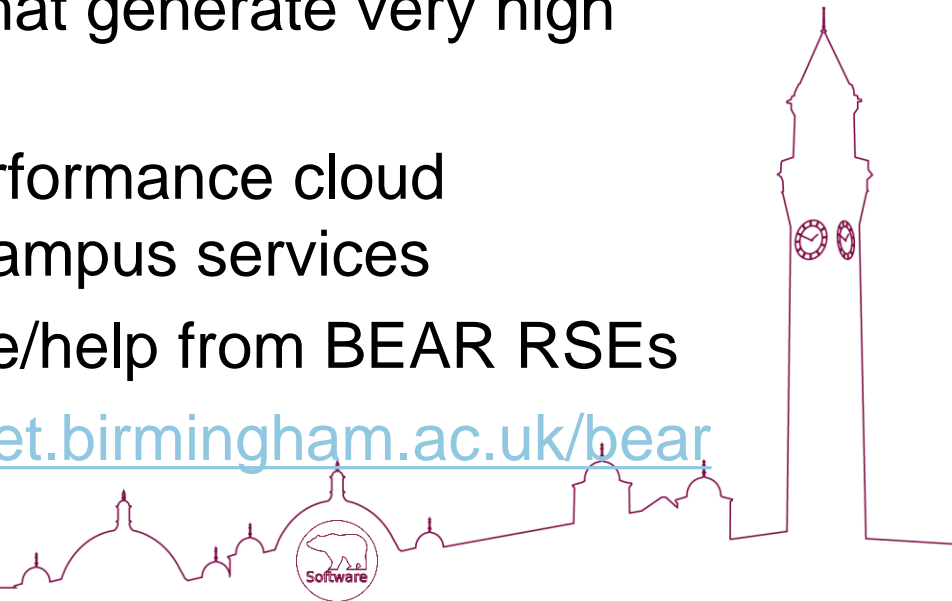 hat generate very high
rformance cloud
ampus services
e/help from BEAR RSEs
et.birmingham.ac.uk/bear
Software